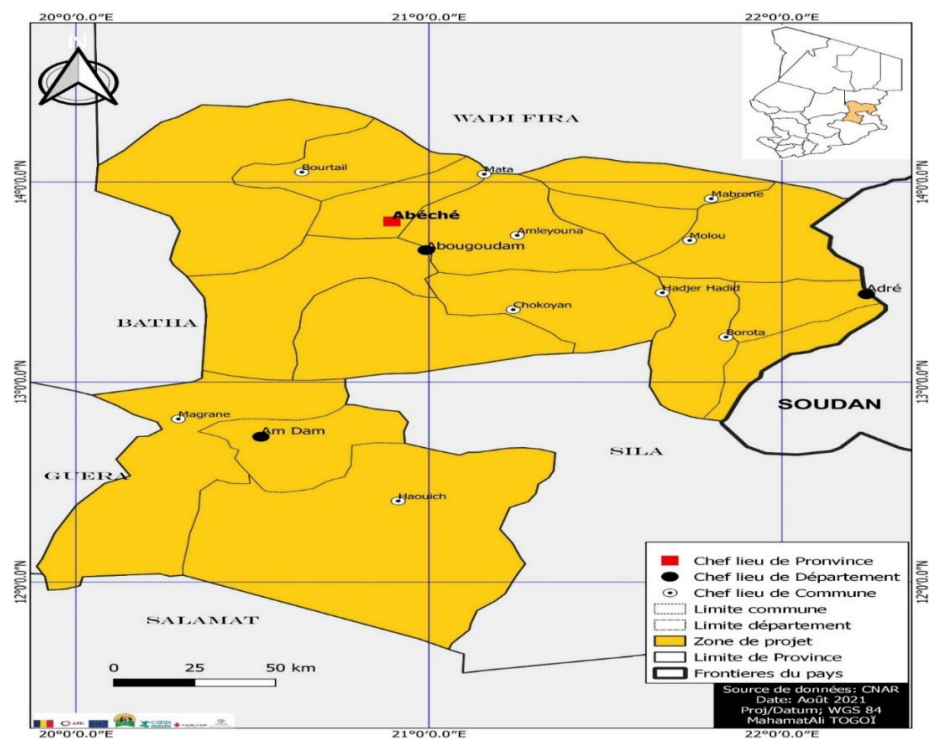 20°0'0.0"
21°0'0.0"
22°0'0.0"
N
WADI FIRA
14°0'0.0"N
14°0'0.0"N
Bourtail
Mata
Mabrone
Abéché
Amleyouna
Molou
Abougoudam
Hadjer Hadid
Adré
Chokoyan
BATHA
Borota
13°0'0.0"N
13°0'0.0"N
SOUDAN
Magrane
Am Dam
SILA
GUERA
Haouich
12°0'0.0"N
12°0'0.0"N
SALAMAT
Chef lieu de Pronvince
Chef lieu de Département
Chef lieu de Commune
Limite commune
Limite département
Zone de projet
Limite de Province
Frontieres du pays
0 25 50 km
Source de données: CNAR
Date: Août 2021
Proj/Datum; WGS 84
MahamatAli TOGOÏ
20°0'0.0"
21°0'0.0"
22°0'0.0"